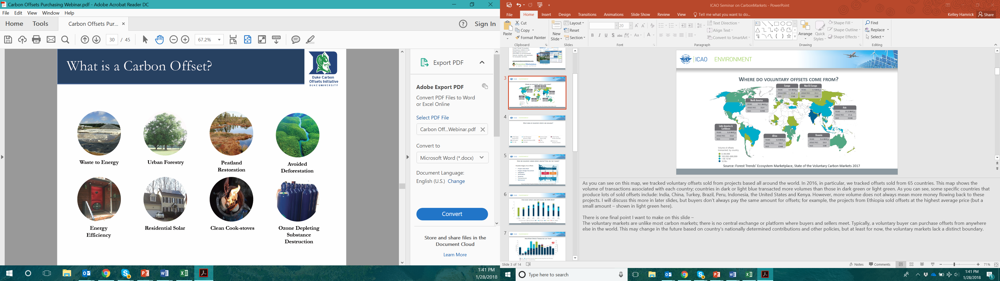 Carbon Offsets Purchasing Webinar.pdf - Adobe Acrobat Reader DC
File Edit View Window Help
Home Tools Carbon Offsets Pur... ×
Sign In
30 / 45
67.2%
What is a Carbon Offset?
Duke Carbon
Offsets Initiative
DUKE UNIVERSITY
Waste to Energy
Urban Forestry
Peatland
Restoration
Avoided
Deforestation
Energy
Efficiency
Residential Solar
Clean Cook-stoves
Ozone Depleting
Substance
Destruction
Export PDF
Adobe Export PDF
Convert PDF Files to Word
or Excel Online
Select PDF File
Carbon Off...Webinar.pdf
Convert to
Microsoft Word (*.docx)
Document Language:
English (U.S.) Change
Convert
Store and share files in the
Document Cloud
Learn More
1:41 PM
1/28/2018
ICAO Seminar on CarbonMarkets - PowerPoint
File Home Insert Design Transitions Animations Slide Show Review View Tell me what you want to do...
Kelley Hamrick Share
Paste
Cut
Copy
Format Painter
Clipboard
New
Slide
Layout
Reset
Section
Slides
20
Font
Text Direction
Align Text
Convert to SmartArt
Paragraph
Arrange
Quick
Styles
Shape Fill
Shape Outline
Shape Effects
Drawing
Find
Replace
Select
Editing
3
4
5
6
7
ICAO ENVIRONMENT
WHERE DO VOLUNTARY OFFSETS COME FROM?
Europe
Non-EU Europe
North America
Asia
Latin America &
Caribbean
Africa
Oceania
Volume of offsets
transacted, by country
0–99,999
100,000–999,999
1 M–10 M
10 M+
Source: Forest Trends' Ecosystem Marketplace, State of the Voluntary Carbon Markets 2017
As you can see on this map, we tracked voluntary offsets sold from projects based all around the world. In 2016, in particular, we tracked offsets sold from 65 countries. This map shows the
volume of transactions associated with each country; countries in dark or light blue transacted more volumes than those in dark green or light green. As you can see, some specific countries that
produce lots of sold offsets include: India, China, Turkey, Brazil, Peru, Indonesia, the United States and Kenya. However, more volume does not always mean more money flowing back to these
projects. I will discuss this more in later slides, but buyers don't always pay the same amount for offsets; for example, the projects from Ethiopia sold offsets at the highest average price (but a
small amount – shown in light green here).
There is one final point I want to make on this slide –
The voluntary markets are unlike most carbon markets; there is no central exchange or platform where buyers and sellers meet. Typically, a voluntary buyer can purchase offsets from anywhere
else in the world. This may change in the future based on country's nationally determined contributions and other policies, but at least for now, the voluntary markets lack a distinct boundary.
Slide 3 of 14
Notes Comments 71%
Type here to search
1:41 PM
1/28/2018